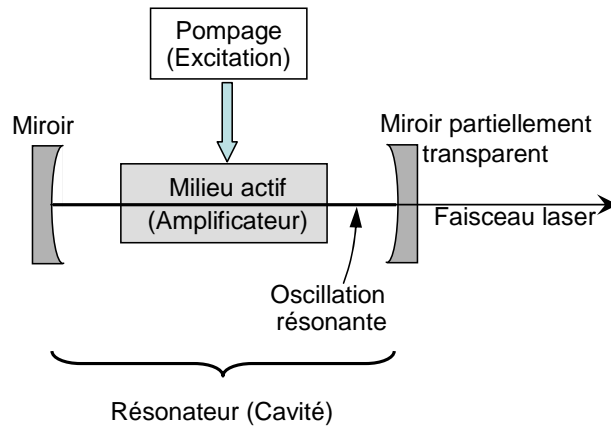 Pompage
(Excitation)
Miroir
Miroir partiellement
transparent
Milieu actif
(Amplificateur)
Faisceau laser
Oscillation
résonante
Résonateur (Cavité)